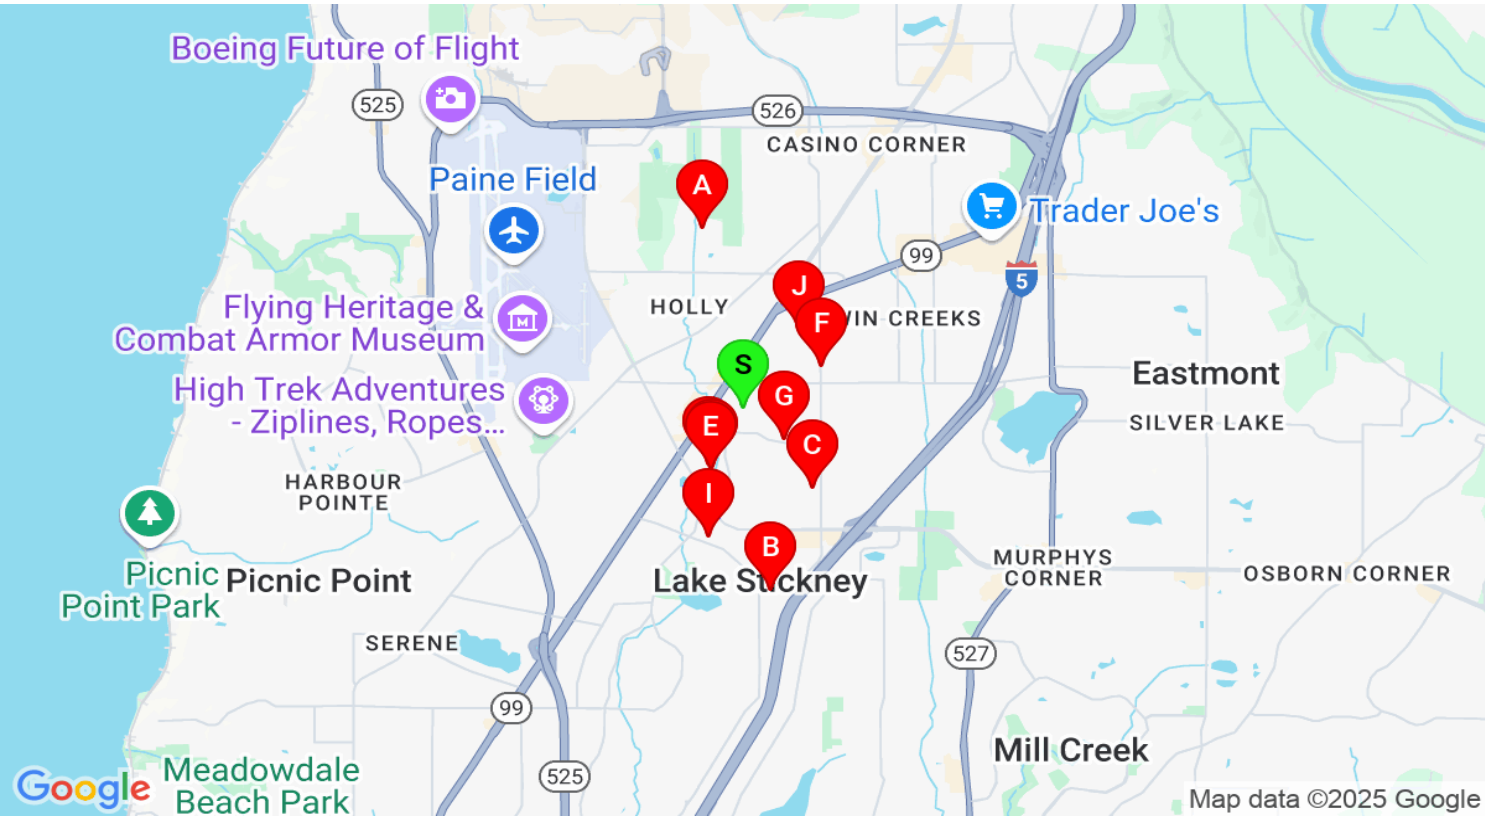 Boeing Future of Flight
525
526
CASINO CORNER
Paine Field
A
Trader Joe's
99
5
J
HOLLY
F
WIN CREEKS
Flying Heritage &
Combat Armor Museum
M
S
Eastmont
High Trek Adventures
- Ziplines, Ropes...
G
SILVER LAKE
E
C
HARBOUR
POINTE
I
B
MURPHYS
CORNER
OSBORN CORNER
Picnic
Point Park
Picnic Point
Lake Stickney
SERENE
527
99
Mill Creek
525
Meadowdale
Beach Park
Google
Map data ©2025 Google